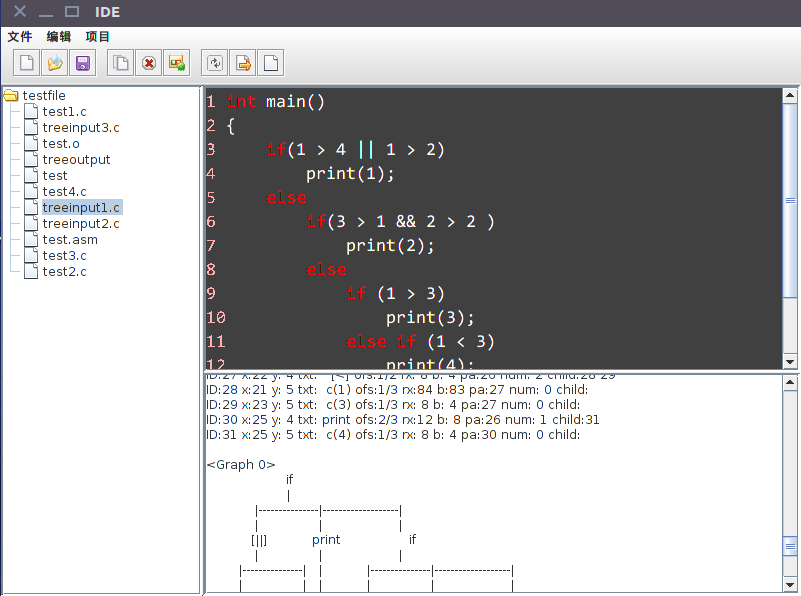 IDE
文件 编辑 项目
testfile
test1.c
treeinput3.c
test.o
treeoutput
test
test4.c
treeinput1.c
treeinput2.c
test.asm
test3.c
test2.c
1 int main()
2 {
3     if(1 > 4 || 1 > 2)
4         print(1);
5     else
6         if(3 > 1 && 2 > 2 )
7             print(2);
8         else
9             if (1 > 3)
10                 print(3);
11             else if (1 < 3)
12                 print(4);
ID:27 x:22 y: 4 txt:   [<] ofs:1/2 rx: 8 b: 4 pa:26 num: 2 child:28 29
ID:28 x:21 y: 5 txt:  c(1) ofs:1/3 rx:84 b:83 pa:27 num: 0 child:
ID:29 x:23 y: 5 txt:  c(3) ofs:1/3 rx: 8 b: 4 pa:27 num: 0 child:
ID:30 x:25 y: 4 txt: print ofs:2/3 rx:12 b: 8 pa:26 num: 1 child:31
ID:31 x:25 y: 5 txt:  c(4) ofs:1/3 rx: 8 b: 4 pa:30 num: 0 child:
<Graph 0>
if
|
|--------------|------------------|
|              |                  |
[||]     print     if
|              |                  |
|--------------|  |     |--------------|------------------|
|              |  |     |              |                  |